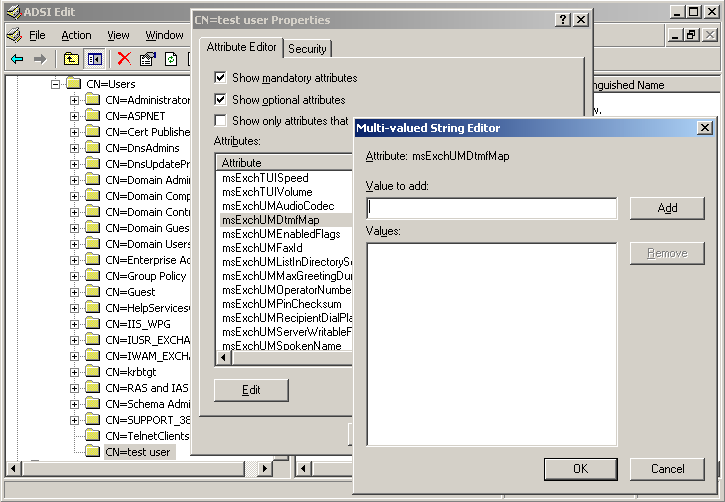 ADSI Edit
File Action View Window
CN=Users
CN=Administrator
CN=ASPNET
CN=Cert Publishe
CN=DnsAdmins
CN=DnsUpdatePr
CN=Domain Admi
CN=Domain Comp
CN=Domain Contr
CN=Domain Gues
CN=Domain Users
CN=Enterprise Ad
CN=Group Policy
CN=Guest
CN=HelpServicesG
CN=IIS_WPG
CN=IUSR_EXCHA
CN=IWAM_EXCHA
CN=krbtgt
CN=RAS and IAS
CN=Schema Admi
CN=SUPPORT_38
CN=TelnetClients
CN=test user
inguished Name
CN=test user Properties
Attribute Editor Security
Show mandatory attributes
Show optional attributes
Show only attributes that
Attributes:
Attribute
msExchTUISpeed
msExchTUIVolume
msExchUMAudioCodec
msExchUMDtmfMap
msExchUMEnabledFlags
msExchUMFaxId
msExchUMListInDirectorySe
msExchUMMaxGreetingDur
msExchUMOperatorNumbe
msExchUMPinChecksum
msExchUMRecipientDialPla
msExchUMServerWritableF
msExchUMSpokenName
Edit
Multi-valued String Editor
Attribute: msExchUMDtmfMap
Value to add:
Add
Values:
Remove
OK Cancel